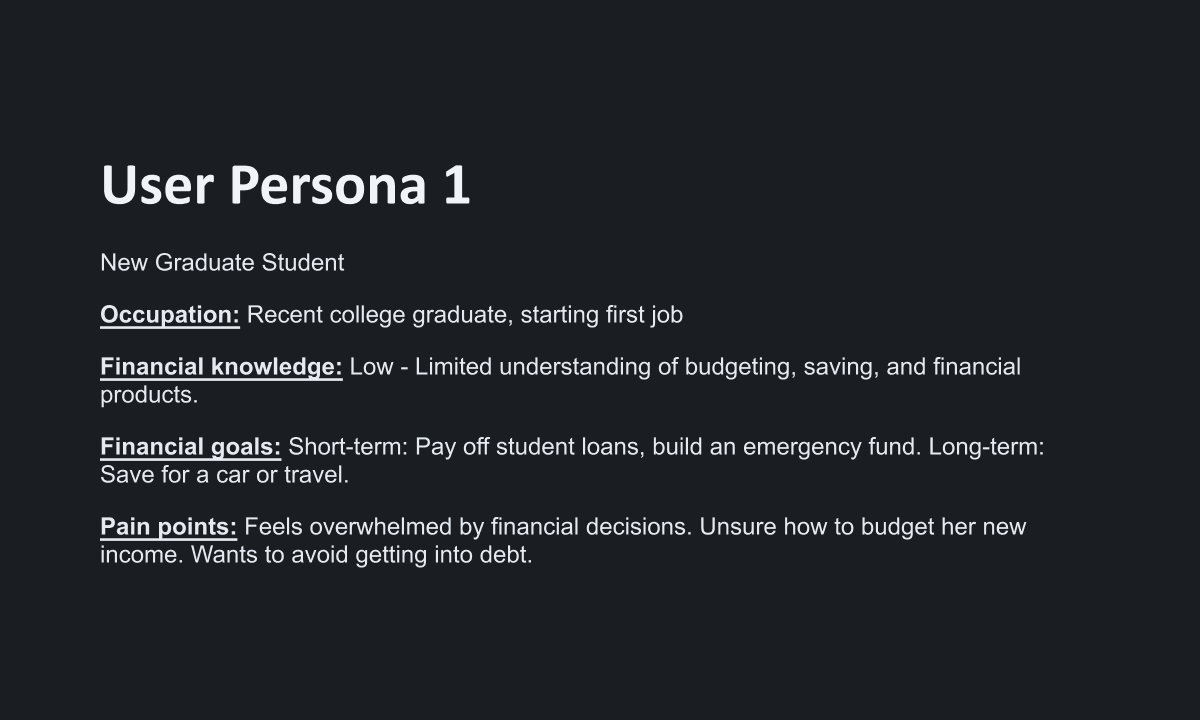 User Persona 1
New Graduate Student
Occupation: Recent college graduate, starting first job
Financial knowledge: Low - Limited understanding of budgeting, saving, and financial
products.
Financial goals: Short-term: Pay off student loans, build an emergency fund. Long-term:
Save for a car or travel.
Pain points: Feels overwhelmed by financial decisions. Unsure how to budget her new
income. Wants to avoid getting into debt.